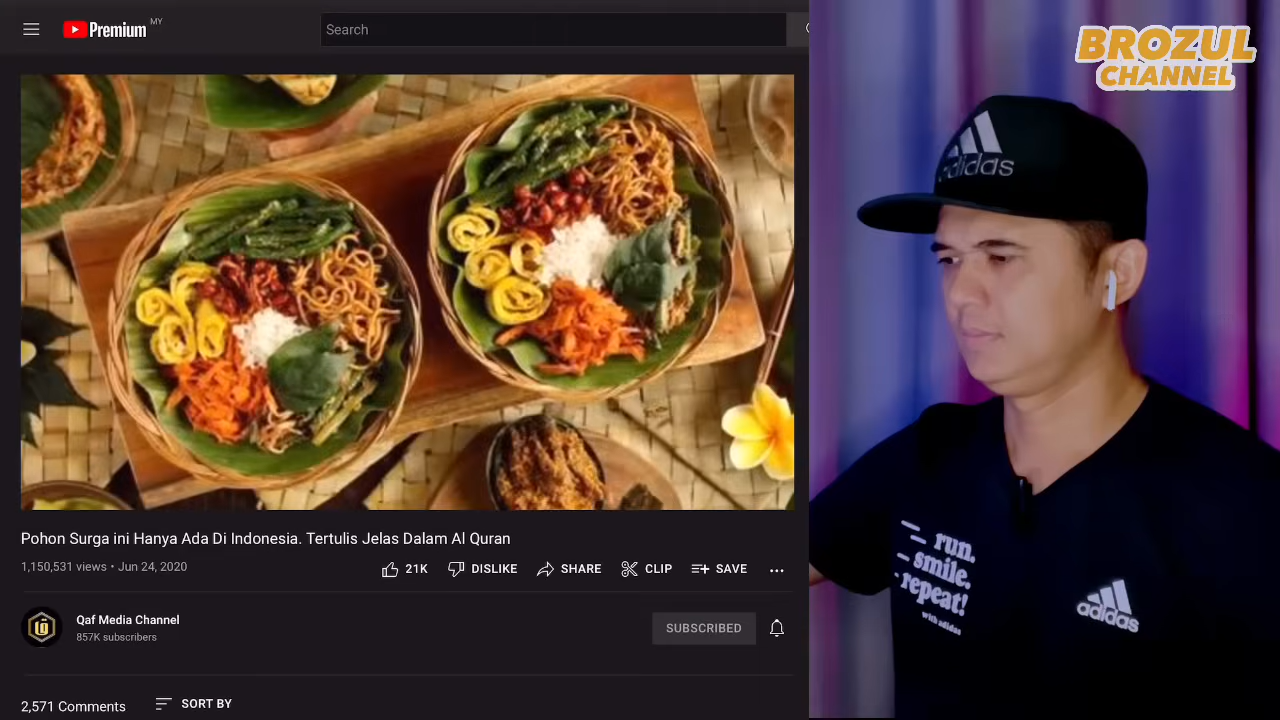 Premium MY
Search
BROZUL
CHANNEL
adidas
Pohon Surga ini Hanya Ada Di Indonesia. Tertulis Jelas Dalam Al Quran
1,150,531 views • Jun 24, 2020
21K DISLIKE SHARE CLIP SAVE
Qaf Media Channel
857K subscribers
SUBSCRIBED
2,571 Comments SORT BY
run.
smile.
repeat!
with adidas
adidas